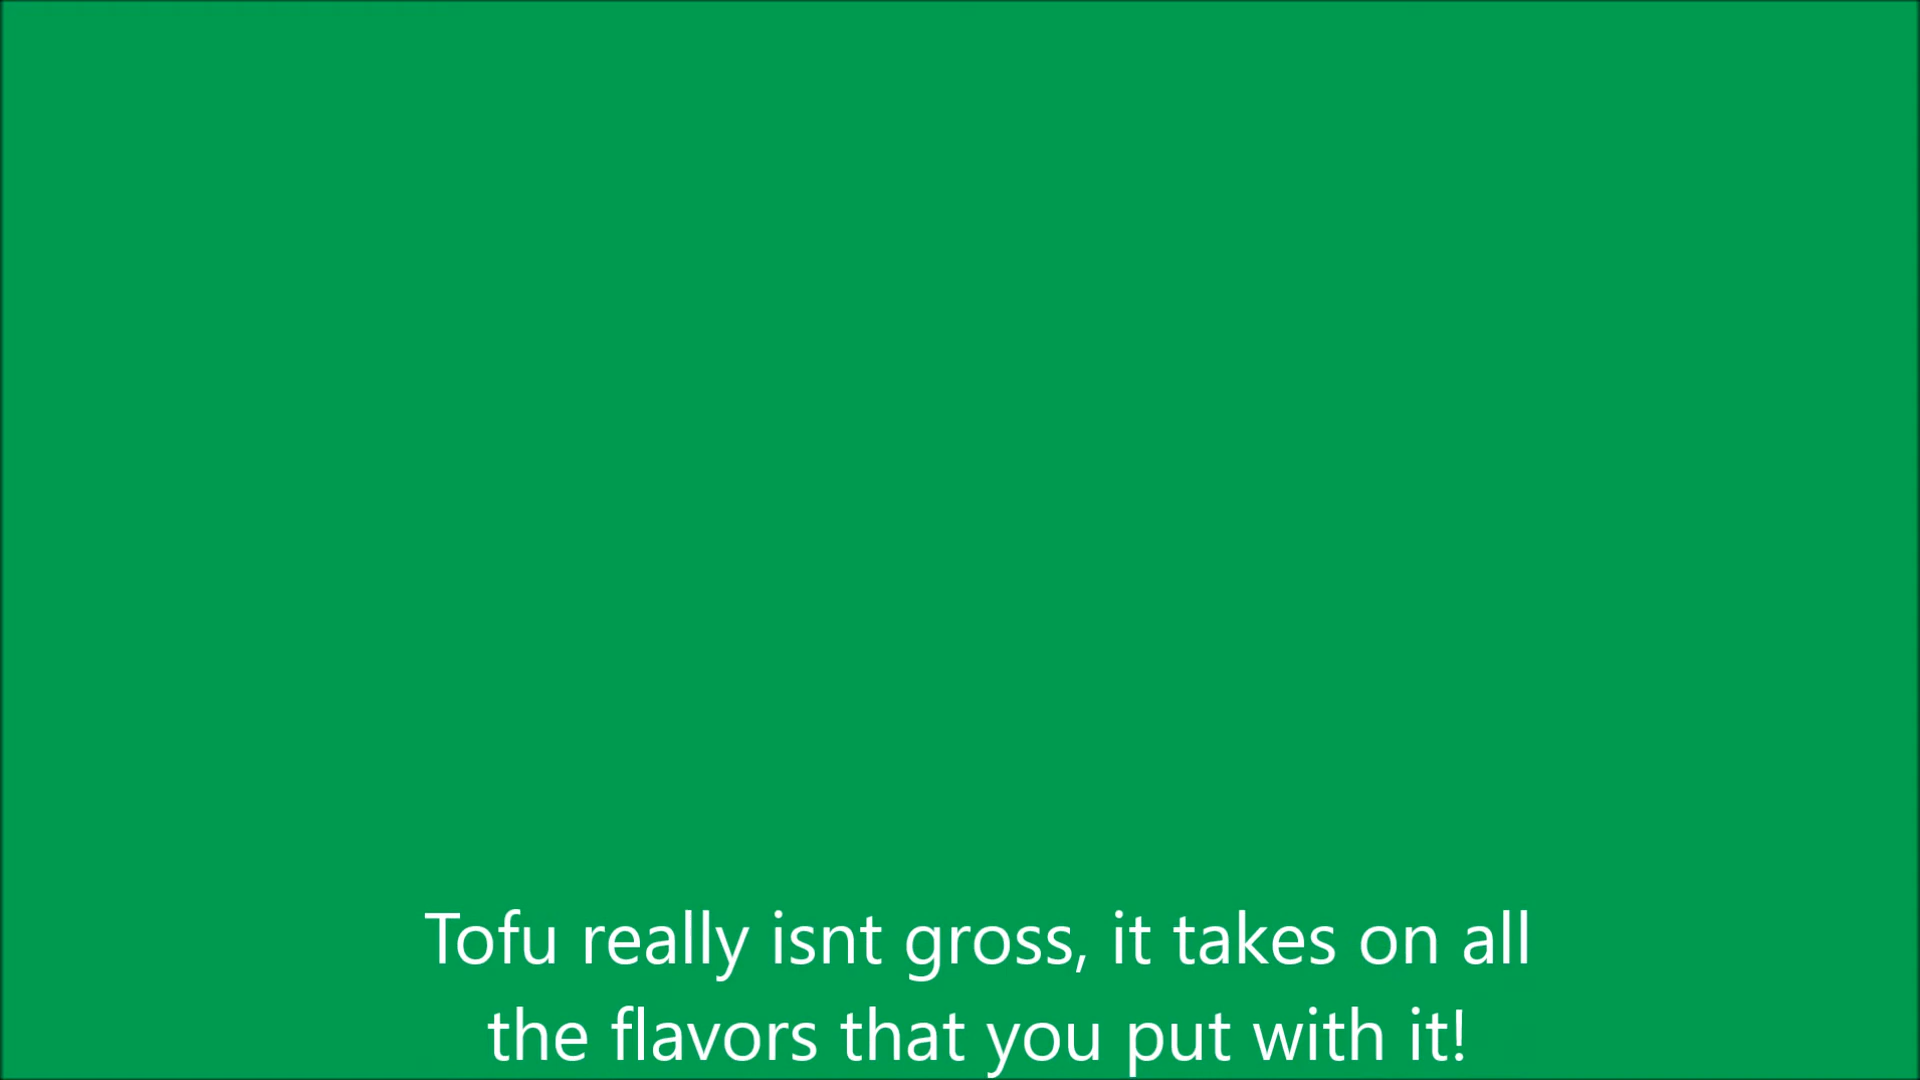 Tofu really isnt gross, it takes on all
the flavors that you put with it!